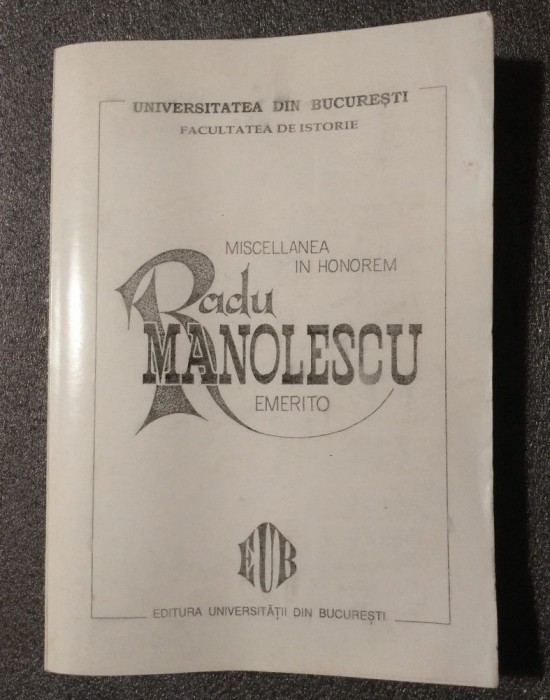 UNIVERSITATEA DIN BUCUREŞTI
FACULTATEA DE ISTORIE
MISCELLANEA
IN HONOREM
Radu
MANOLESCU
EMERITO
EUB
EDITURA UNIVERSITĂŢII DIN BUCUREŞTI